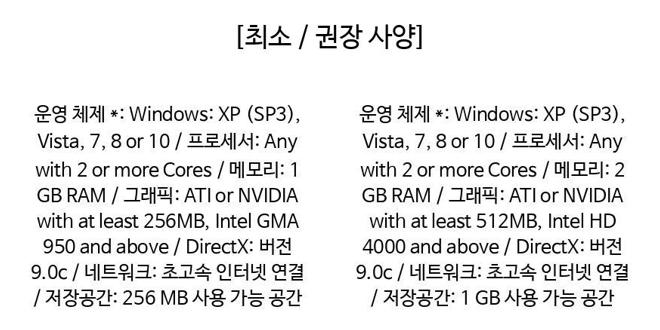 [최소 / 권장 사양]
운영 체제 *: Windows: XP (SP3),
Vista, 7, 8 or 10 / 프로세서: Any
with 2 or more Cores / 메모리: 1
GB RAM / 그래픽: ATI or NVIDIA
with at least 256MB, Intel GMA
950 and above / DirectX: 버전
9.0c / 네트워크: 초고속 인터넷 연결
/ 저장공간: 256 MB 사용 가능 공간
운영 체제 *: Windows: XP (SP3),
Vista, 7, 8 or 10 / 프로세서: Any
with 2 or more Cores / 메모리: 2
GB RAM / 그래픽: ATI or NVIDIA
with at least 512MB, Intel HD
4000 and above / DirectX: 버전
9.0c / 네트워크: 초고속 인터넷 연결
/ 저장공간: 1 GB 사용 가능 공간